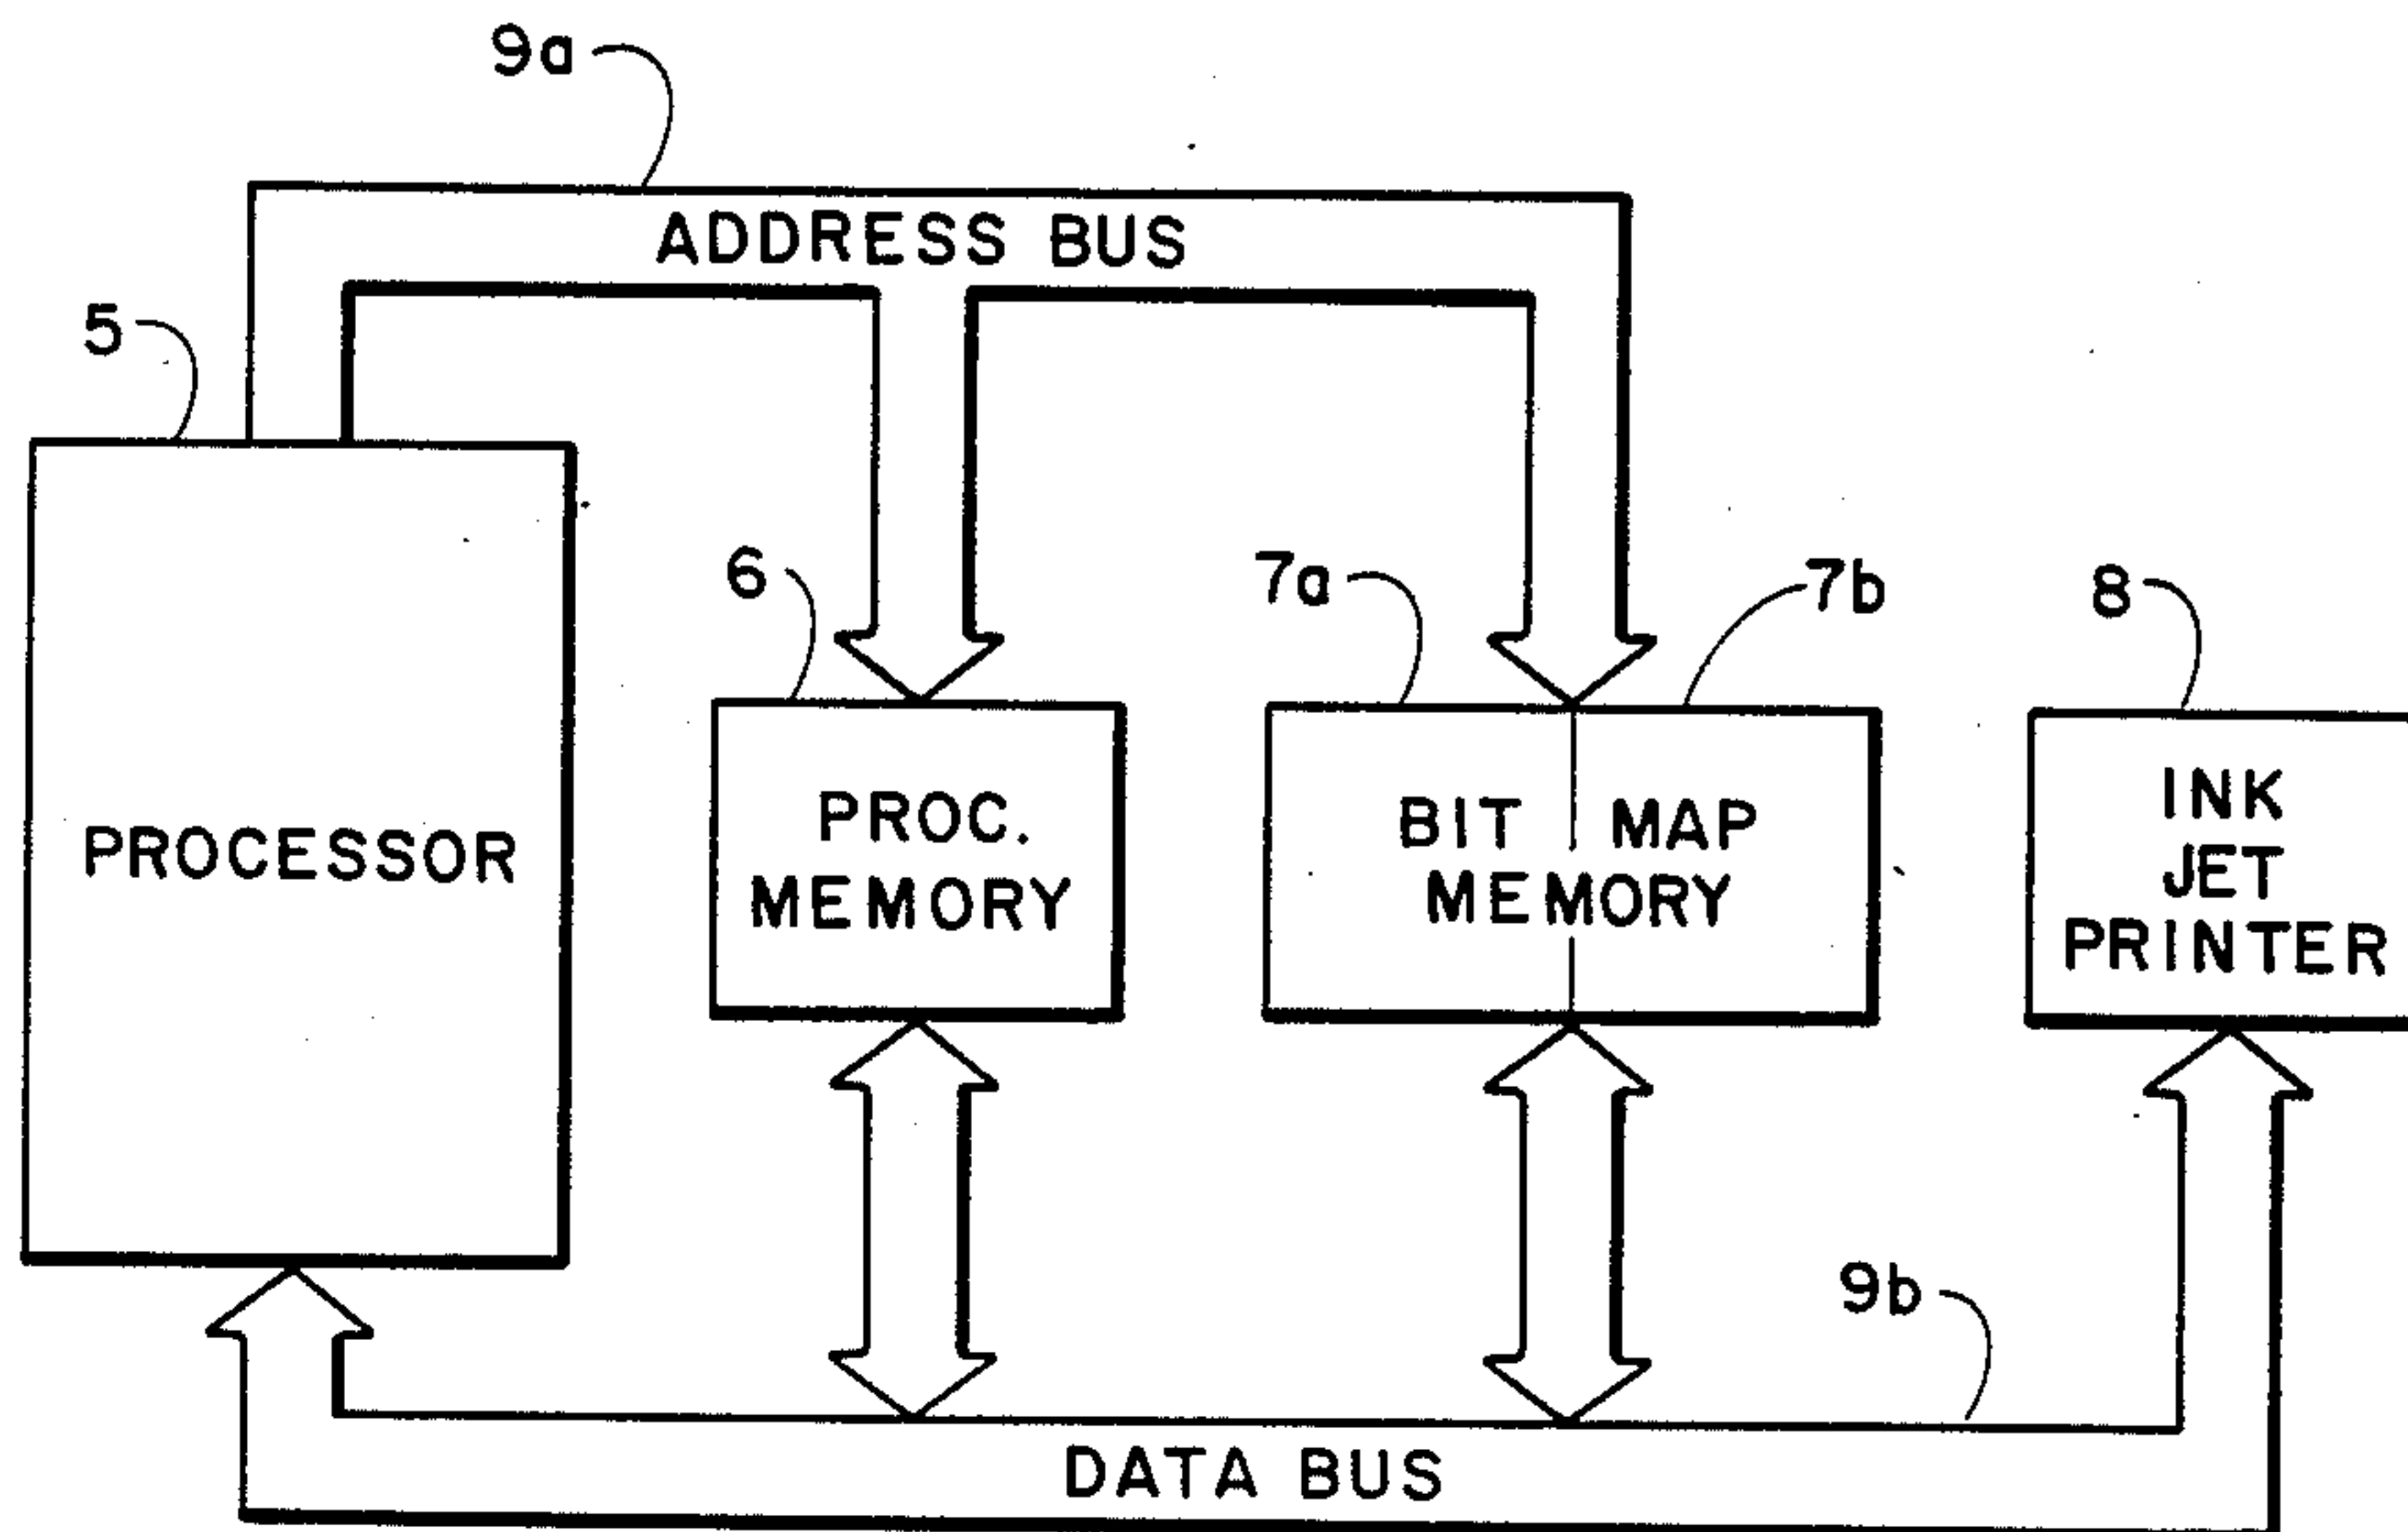 9a
ADDRESS BUS
5
6
7a
7b
8
PROCESSOR
PROC.
MEMORY
BIT MAP
MEMORY
INK
JET
PRINTER
9b
DATA BUS